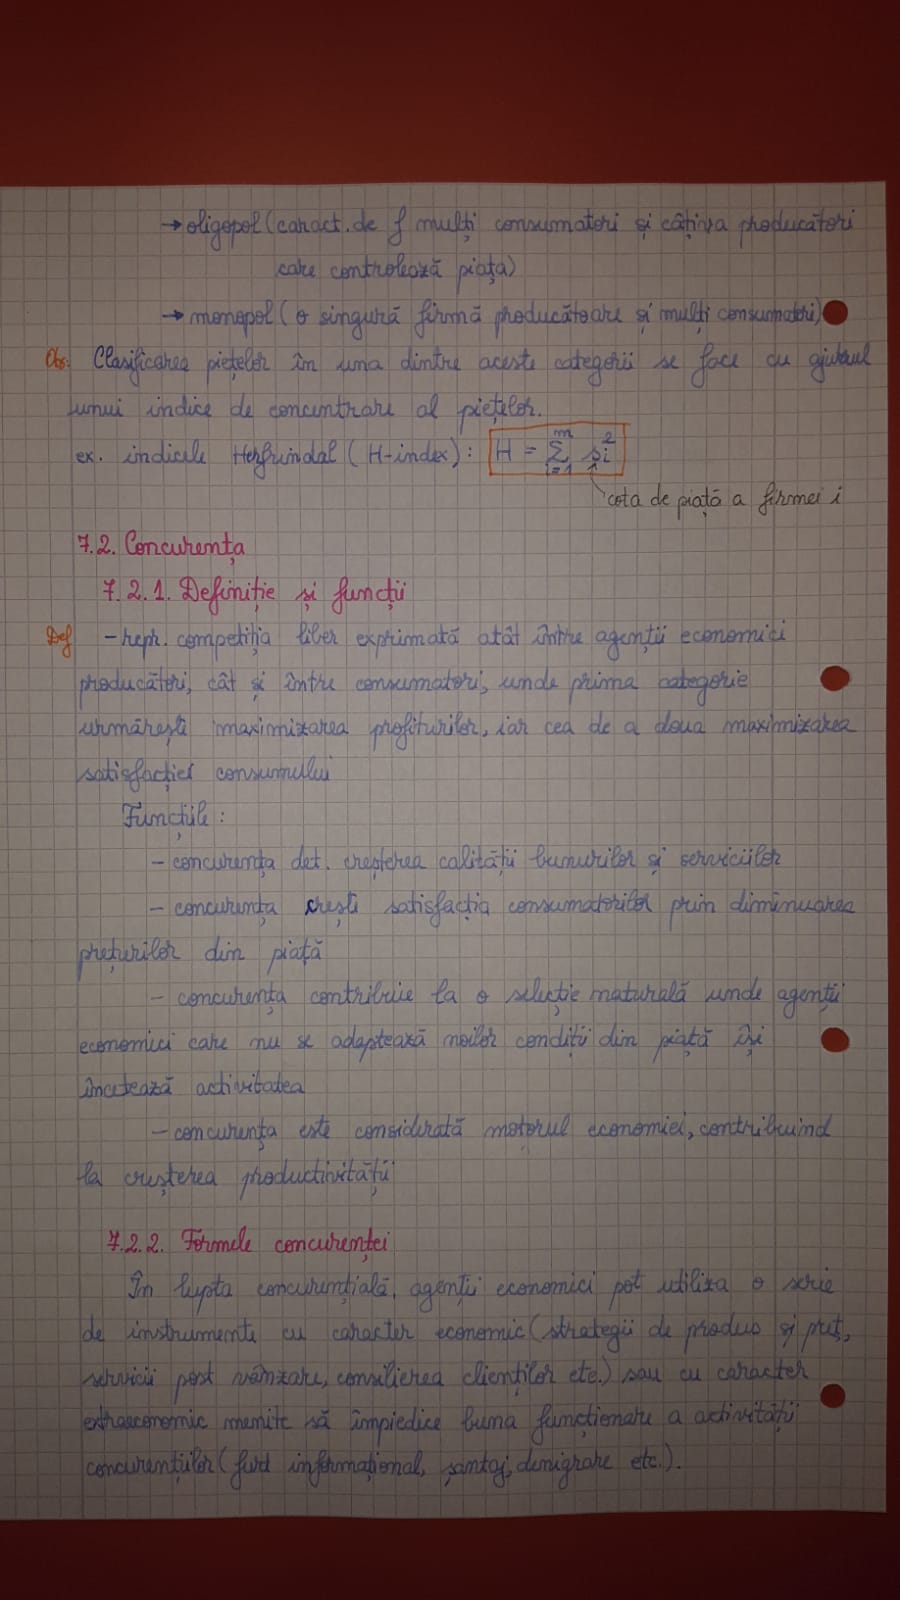 → oligopol (caract. de f mulți consumatori și câțiva producători
care controlează piața)
→ monopol (o singură firmă producătoare și mulți consumatori)
Obs: Clasificarea piețelor în una dintre aceste categorii se face cu ajutorul
unui indice de concentrare al piețelor.
ex. indicele Herfindal (H-index): H = Σ si²
m
i=1
cota de piață a firmei i
7.2. Concurența
7.2.1. Definiție și funcții
Def - repr. competiția liber exprimată atât între agenții economici
producători, cât și între consumatori, unde prima categorie
urmărești maximizarea profiturilor, iar cea de a doua maximizarea
satisfacției consumului
Funcțiile:
- concurența det. creșterea calității bunurilor și serviciilor
- concurența crești satisfacția consumatorilor prin diminuarea
prețurilor din piață
- concurența contribuie la o selecție naturală unde agenții
economici care nu se adaptează noilor condiții din piață își
încetează activitatea
- concurența este considerată motorul economiei, contribuind
la creșterea productivității
7.2.2. Formele concurenței
În lupta concurențială, agenții economici pot utiliza o serie
de instrumente cu caracter economic (strategii de produs și preț,
servicii post vânzare, consilierea clienților etc.) sau cu caracter
extraeconomic menite să împiedice buna funcționare a activității
concurenților (furt informațional, șantaj, denigrare etc.).